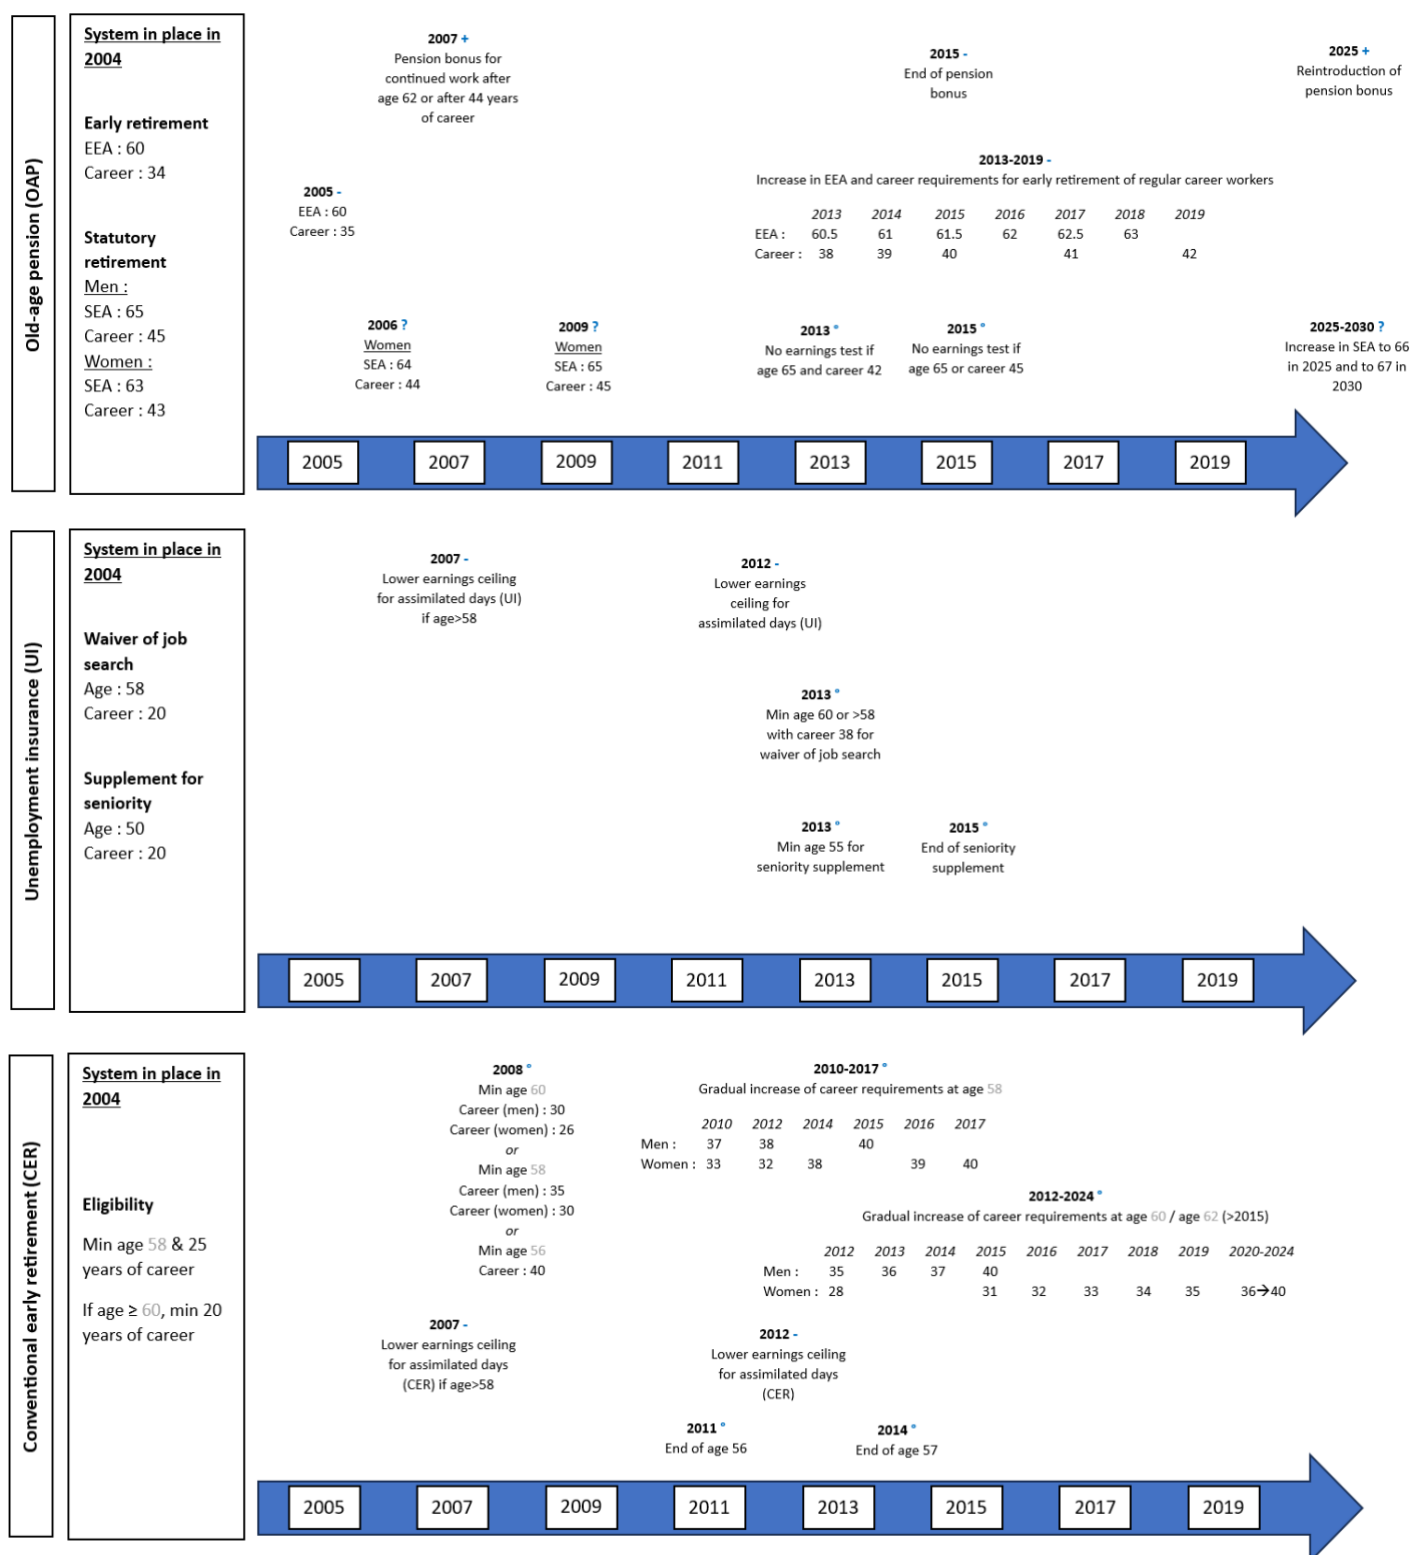 Old-age pension (OAP)
System in place in
2004
Early retirement
EEA : 60
Career : 34
Statutory
retirement
Men :
SEA : 65
Career : 45
Women :
SEA : 63
Career : 43
2007 +
Pension bonus for
continued work after
age 62 or after 44 years
of career
2015 -
End of pension
bonus
2025 +
Reintroduction of
pension bonus
2005 -
EEA : 60
Career : 35
2013-2019 -
Increase in EEA and career requirements for early retirement of regular career workers
2013 2014 2015 2016 2017 2018 2019
EEA : 60.5 61 61.5 62 62.5 63
Career : 38 39 40 41 42
2006 ?
Women
SEA : 64
Career : 44
2009 ?
Women
SEA : 65
Career : 45
2013 °
No earnings test if
age 65 and career 42
2015 °
No earnings test if
age 65 or career 45
2025-2030 ?
Increase in SEA to 66
in 2025 and to 67 in
2030
2005 2007 2009 2011 2013 2015 2017 2019
Unemployment insurance (UI)
System in place in
2004
Waiver of job
search
Age : 58
Career : 20
Supplement for
seniority
Age : 50
Career : 20
2007 -
Lower earnings ceiling
for assimilated days (UI)
if age>58
2012 -
Lower earnings
ceiling for
assimilated days (UI)
2013 °
Min age 60 or >58
with career 38 for
waiver of job search
2013 °
Min age 55 for
seniority supplement
2015 °
End of seniority
supplement
2005 2007 2009 2011 2013 2015 2017 2019
Conventional early retirement (CER)
System in place in
2004
Eligibility
Min age 58 & 25
years of career
If age ≥ 60, min 20
years of career
2008 °
Min age 60
Career (men) : 30
Career (women) : 26
or
Min age 58
Career (men) : 35
Career (women) : 30
or
Min age 56
Career : 40
2010-2017 °
Gradual increase of career requirements at age 58
2010 2012 2014 2015 2016 2017
Men : 37 38 40
Women : 33 32 38 39 40
2012-2024 °
Gradual increase of career requirements at age 60 / age 62 (>2015)
2012 2013 2014 2015 2016 2017 2018 2019 2020-2024
Men : 35 36 37 40
Women : 28 31 32 33 34 35 36→40
2007 -
Lower earnings ceiling
for assimilated days
(CER) if age>58
2012 -
Lower earnings ceiling
for assimilated days
(CER)
2011 °
End of age 56
2014 °
End of age 57
2005 2007 2009 2011 2013 2015 2017 2019